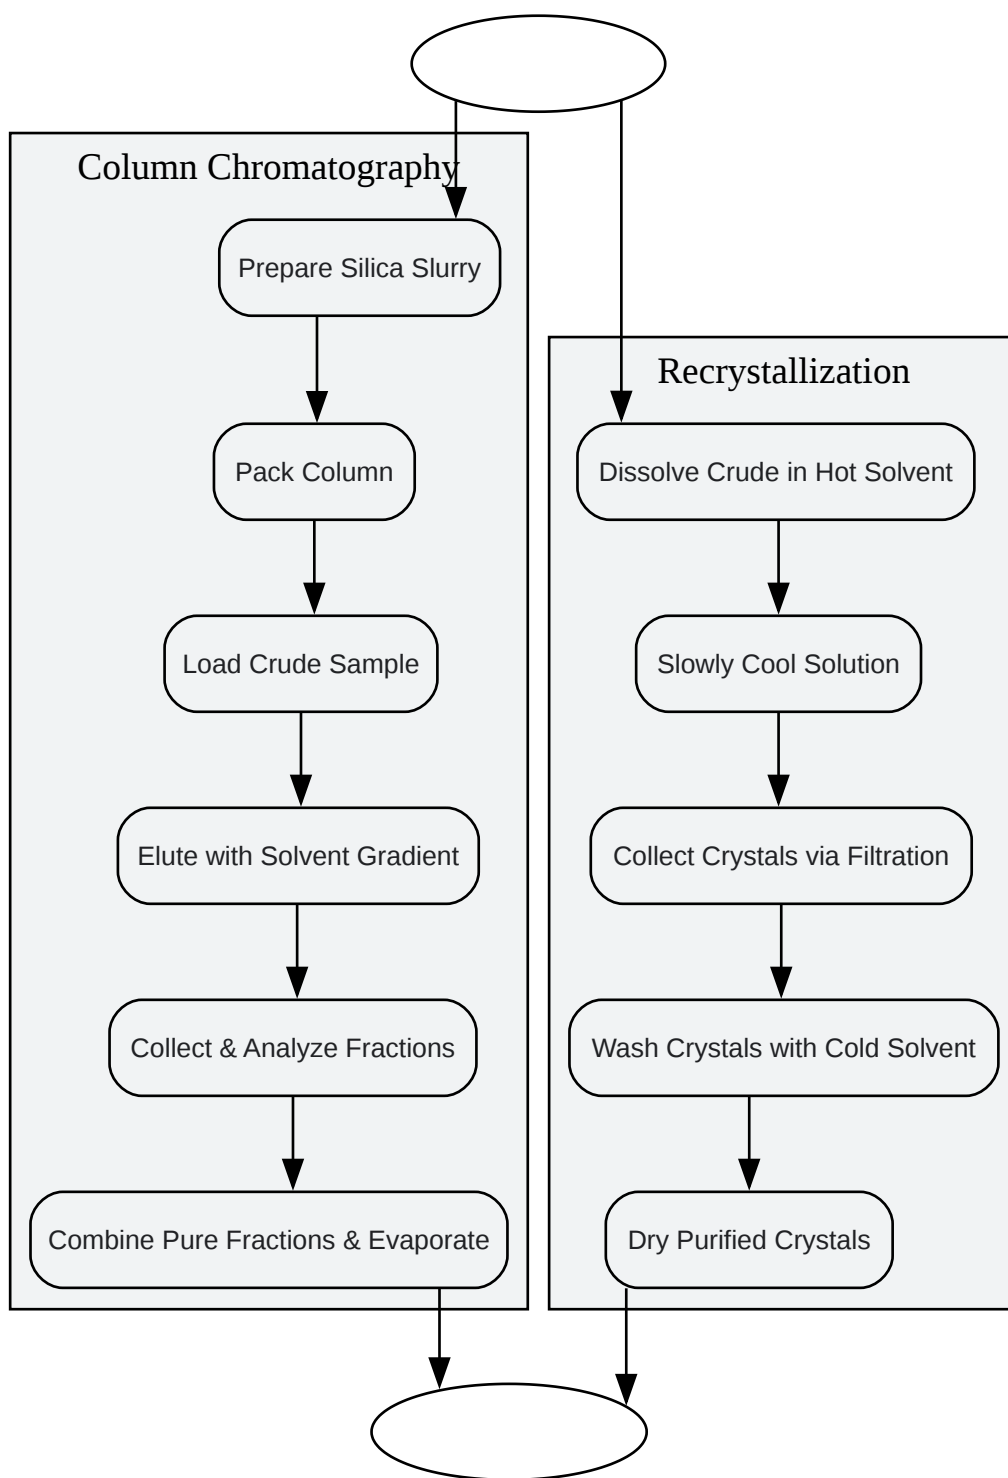 Column Chromatography
Prepare Silica Slurry
Pack Column
Load Crude Sample
Elute with Solvent Gradient
Collect & Analyze Fractions
Combine Pure Fractions & Evaporate
Recrystallization
Dissolve Crude in Hot Solvent
Slowly Cool Solution
Collect Crystals via Filtration
Wash Crystals with Cold Solvent
Dry Purified Crystals